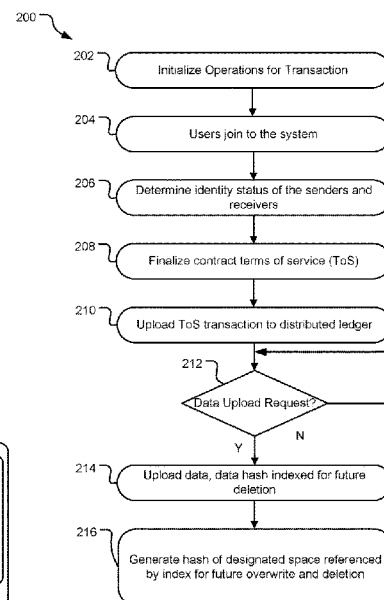 200
202
Initialize Operations for Transaction
204
Users join to the system
206
Determine identity status of the senders and
receivers
208
Finalize contract terms of service (ToS)
210
Upload ToS transaction to distributed ledger
212
Data Upload Request?
Y
N
214
Upload data, data hash indexed for future
deletion
216
Generate hash of designated space referenced
by index for future overwrite and deletion